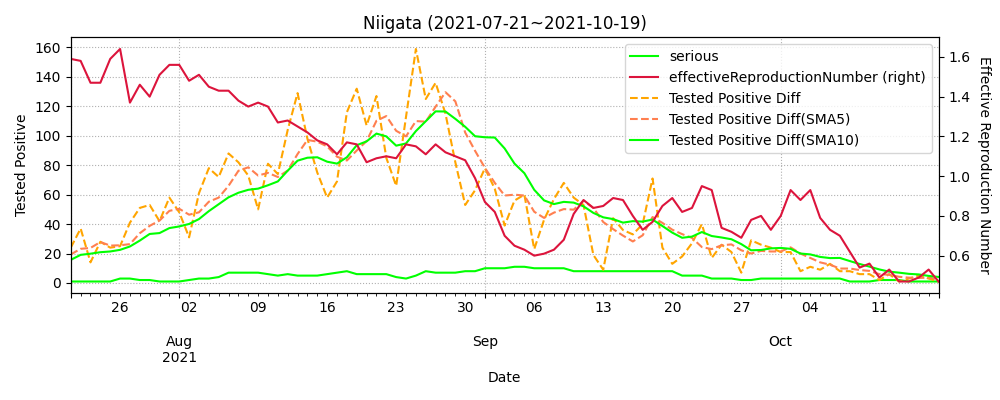 Niigata (2021-07-21~2021-10-19)
serious
effectiveReproductionNumber (right)
Tested Positive Diff
Tested Positive Diff(SMA5)
Tested Positive Diff(SMA10)
Tested Positive
160
140
120
100
80
60
40
20
0
1.6
1.4
1.2
1.0
0.8
0.6
Effective Reproduction Number
26 02 09 16 23 30 06 13 20 27 04 11
Aug Sep Oct
2021
Date